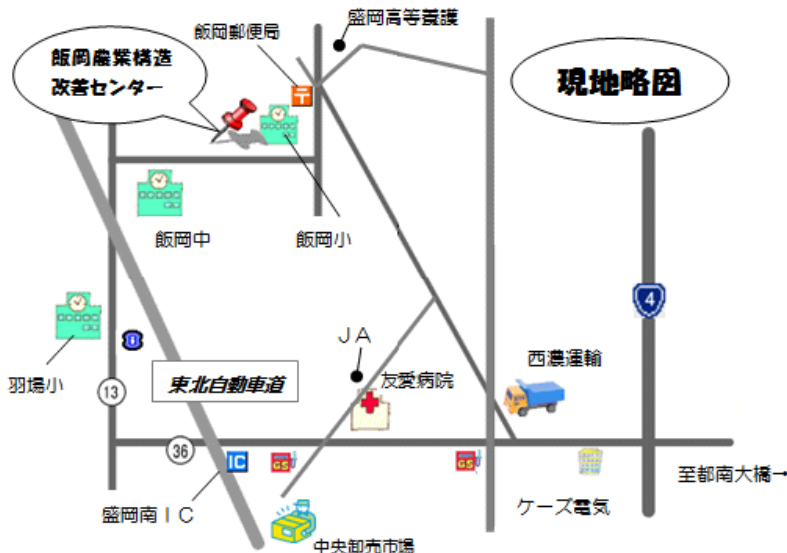 盛岡高等養護
飯岡郵便局
飯岡農業構造
改善センター
現地略図
〒
飯岡中
飯岡小
4
JA
西濃運輸
羽場小
13
東北自動車道
友愛病院
36
IC
GS
GS
至都南大橋→
盛岡南IC
ケーズ電気
中央卸売市場